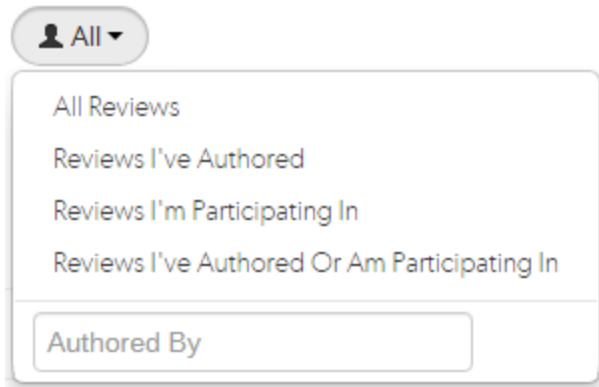 All
All Reviews
Reviews I've Authored
Reviews I'm Participating In
Reviews I've Authored Or Am Participating In
Authored By